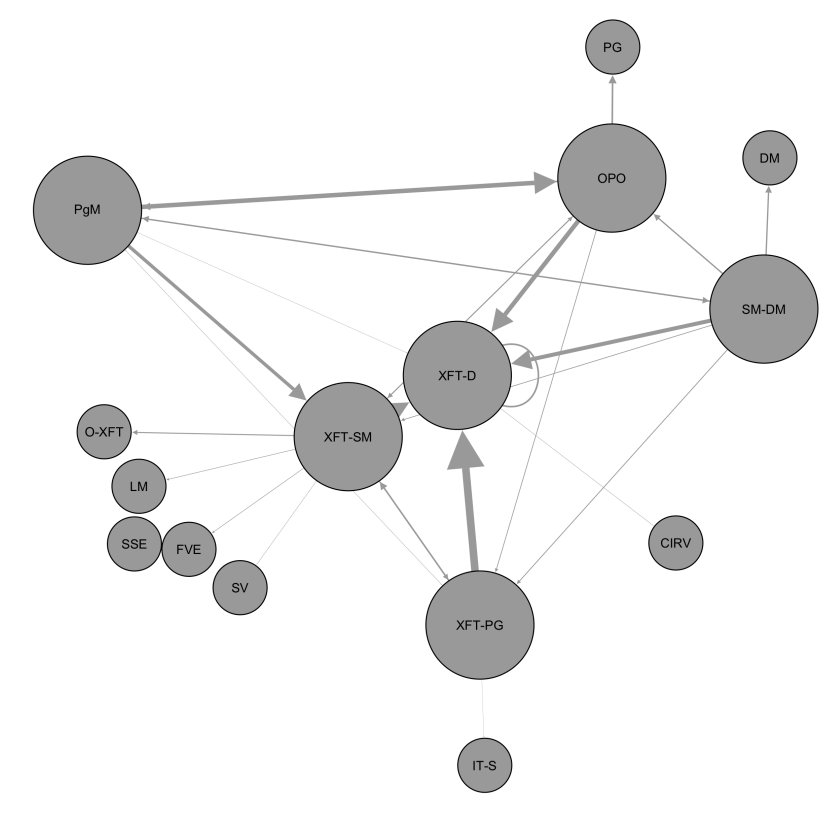 PG
DM
OPO
PgM
SM-DM
XFT-D
XFT-SM
O-XFT
LM
SSE
FVE
CIRV
SV
XFT-PG
IT-S